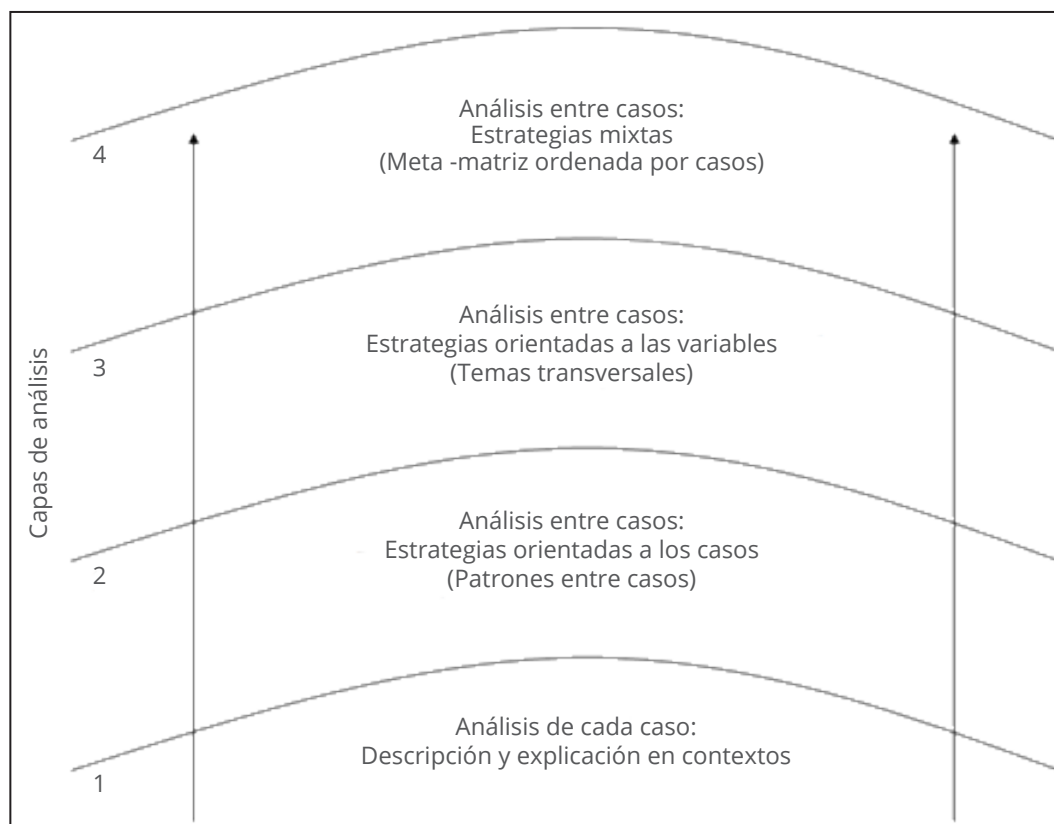 Análisis entre casos:
Estrategias mixtas
(Meta -matriz ordenada por casos)
4
Análisis entre casos:
Estrategias orientadas a las variables
(Temas transversales)
3
Capas de análisis
Análisis entre casos:
Estrategias orientadas a los casos
(Patrones entre casos)
2
Análisis de cada caso:
Descripción y explicación en contextos
1